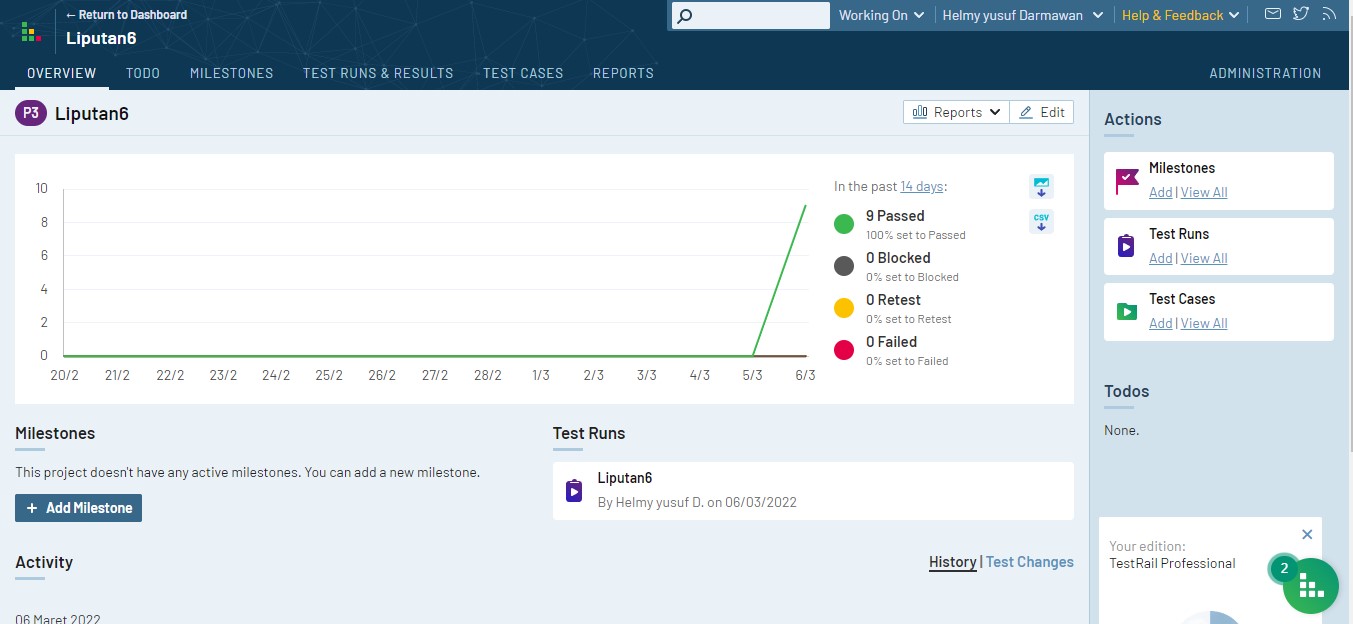 ← Return to Dashboard
Liputan6
Working On
Helmy yusuf Darmawan
Help & Feedback
OVERVIEW TODO MILESTONES TEST RUNS & RESULTS TEST CASES REPORTS
ADMINISTRATION
P3 Liputan6
Reports
Edit
10
8
6
4
2
0
20/2 21/2 22/2 23/2 24/2 25/2 26/2 27/2 28/2 1/3 2/3 3/3 4/3 5/3 6/3
In the past 14 days:
9 Passed
100% set to Passed
0 Blocked
0% set to Blocked
0 Retest
0% set to Retest
0 Failed
0% set to Failed
CSV
Milestones
This project doesn't have any active milestones. You can add a new milestone.
+ Add Milestone
Test Runs
Liputan6
By Helmy yusuf D. on 06/03/2022
Activity
History | Test Changes
06 Maret 2022
Actions
Milestones
Add | View All
Test Runs
Add | View All
Test Cases
Add | View All
Todos
None.
Your edition:
TestRail Professional
2